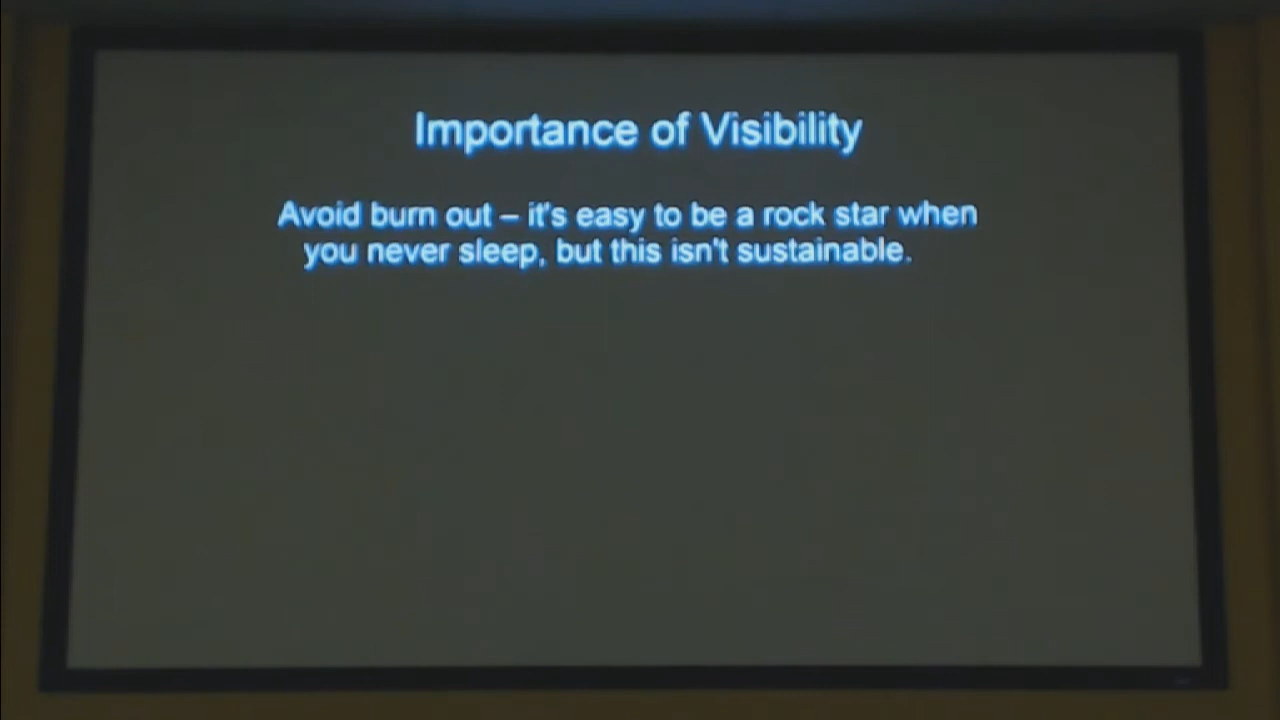 Importance of Visibility
Avoid burn out – it's easy to be a rock star when
you never sleep, but this isn't sustainable.